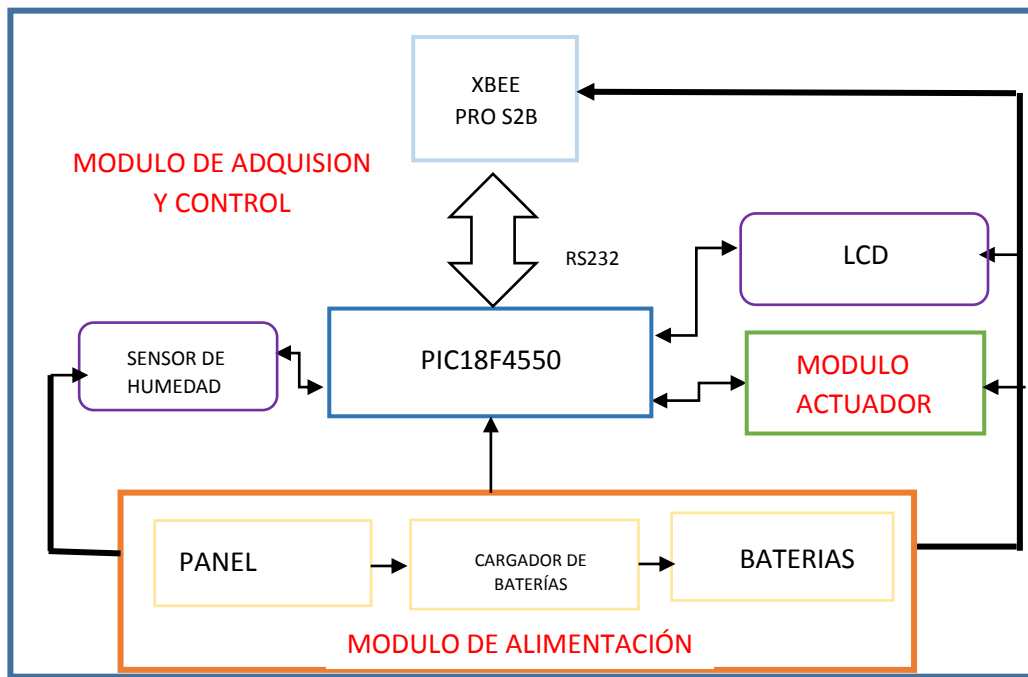 XBEE
PRO S2B
MODULO DE ADQUISION
Y CONTROL
RS232
LCD
SENSOR DE
HUMEDAD
PIC18F4550
MODULO
ACTUADOR
PANEL
CARGADOR DE
BATERÍAS
BATERIAS
MODULO DE ALIMENTACIÓN